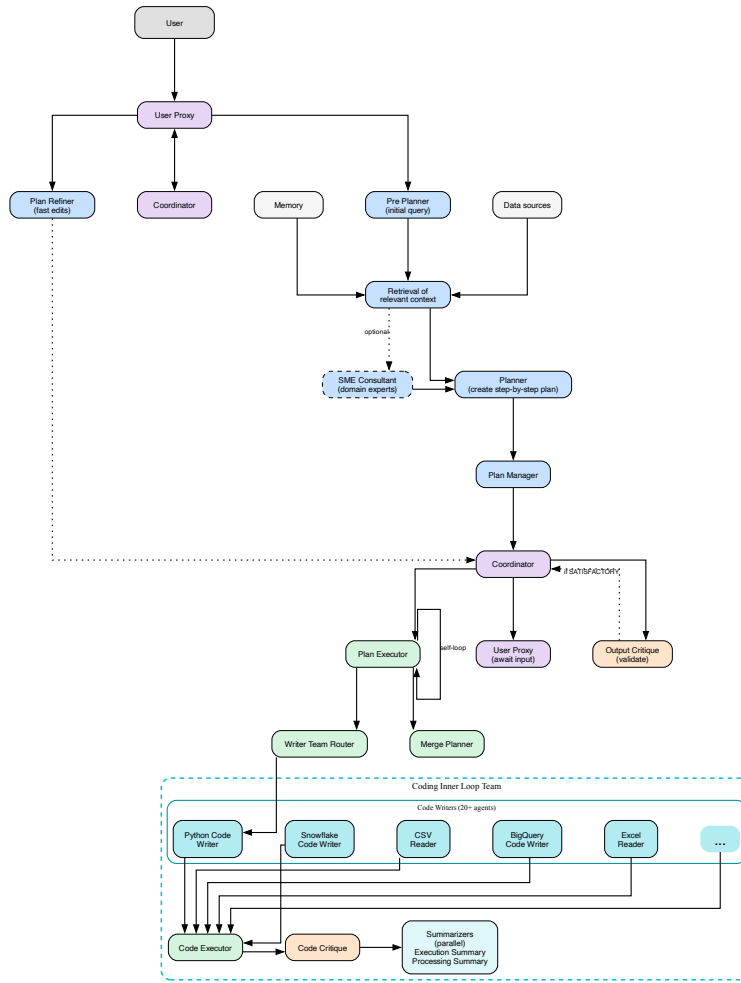 User
User Proxy
Plan Refiner
(fast edits)
Coordinator
Memory
Pre Planner
(initial query)
Data sources
Retrieval of
relevant context
optional
SME Consultant
(domain experts)
Planner
(create step-by-step plan)
Plan Manager
Coordinator
if SATISFACTORY
Plan Executor
self-loop
User Proxy
(await input)
Output Critique
(validate)
Writer Team Router
Merge Planner
Coding Inner Loop Team
Code Writers (20+ agents)
Python Code
Writer
Snowflake
Code Writer
CSV
Reader
BigQuery
Code Writer
Excel
Reader
...
Code Executor
Code Critique
Summarizers
(parallel)
Execution Summary
Processing Summary